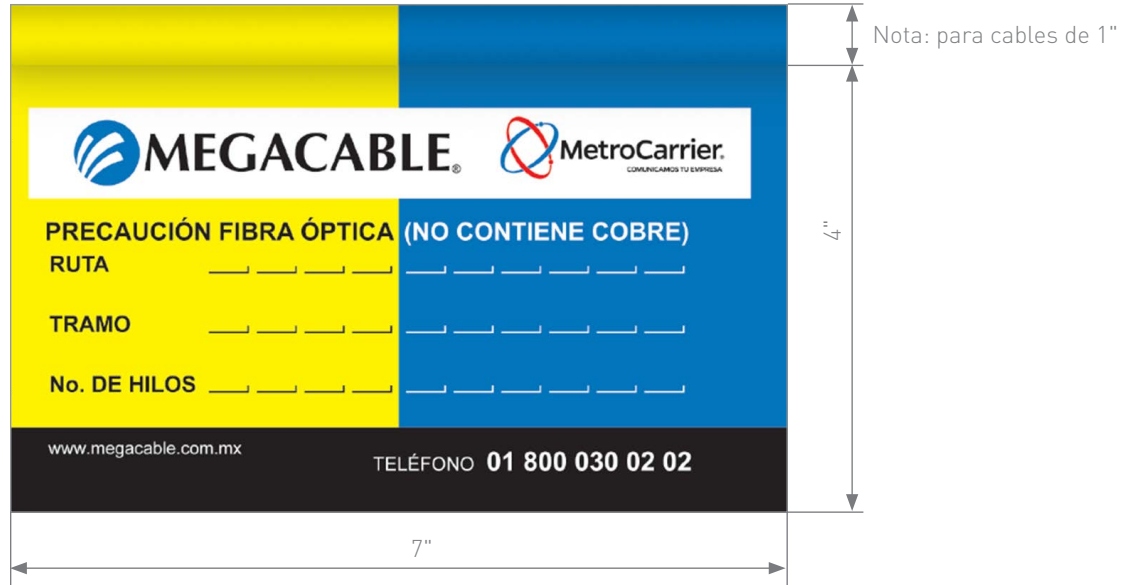 Nota: para cables de 1"
MEGACABLE®
MetroCarrier.
COMUNICAMOS TU EMPRESA
4"
PRECAUCIÓN FIBRA ÓPTICA (NO CONTIENE COBRE)
RUTA
TRAMO
No. DE HILOS
www.megacable.com.mx
TELÉFONO 01 800 030 02 02
7"